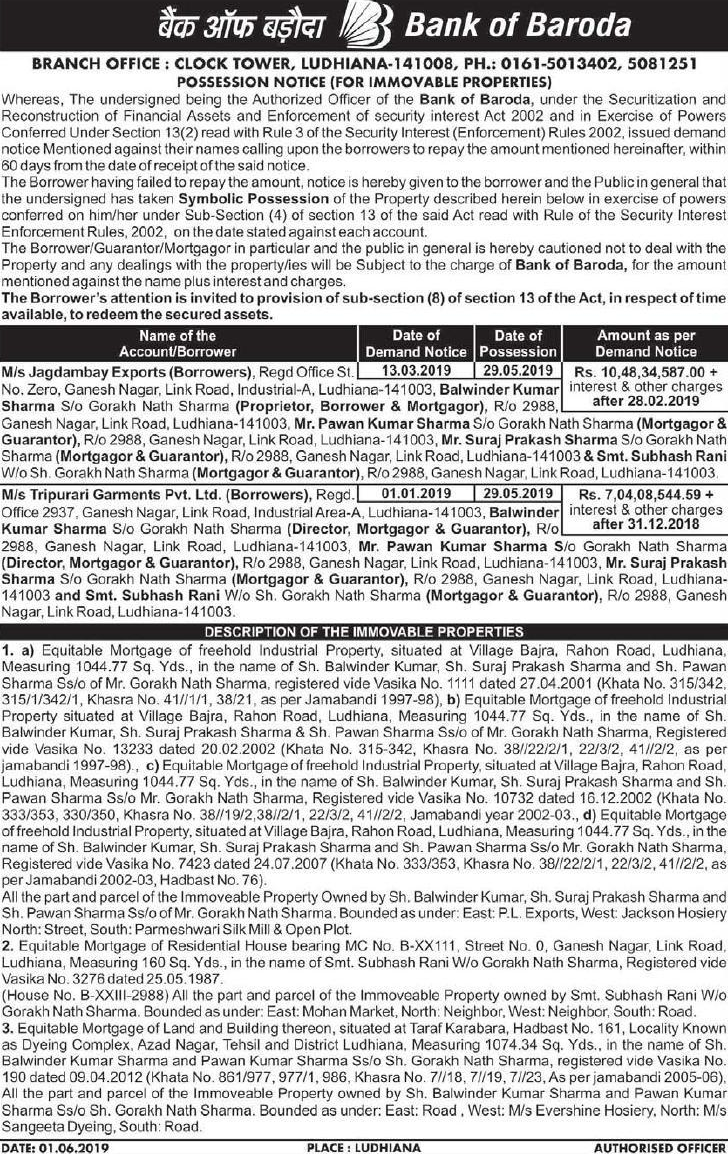 बैंक ऑफ़ बड़ौदा Bank of Baroda
BRANCH OFFICE : CLOCK TOWER, LUDHIANA-141008, PH.: 0161-5013402, 5081251
POSSESSION NOTICE (FOR IMMOVABLE PROPERTIES)
Whereas, The undersigned being the Authorized Officer of the Bank of Baroda, under the Securitization and
Reconstruction of Financial Assets and Enforcement of security interest Act 2002 and in Exercise of Powers
Conferred Under Section 13(2) read with Rule 3 of the Security Interest (Enforcement) Rules 2002, issued demand
notice Mentioned against their names calling upon the borrowers to repay the amount mentioned hereinafter, within
60 days from the date of receipt of the said notice.
The Borrower having failed to repay the amount, notice is hereby given to the borrower and the Public in general that
the undersigned has taken Symbolic Possession of the Property described herein below in exercise of powers
conferred on him/her under Sub-Section (4) of section 13 of the said Act read with Rule of the Security Interest
Enforcement Rules, 2002, on the date stated against each account.
The Borrower/Guarantor/Mortgagor in particular and the public in general is hereby cautioned not to deal with the
Property and any dealings with the property/ies will be Subject to the charge of Bank of Baroda, for the amount
mentioned against the name plus interest and charges.
The Borrower's attention is invited to provision of sub-section (8) of section 13 of the Act, in respect of time
available, to redeem the secured assets.
Name of the Account/Borrower
Date of Demand Notice
Date of Possession
Amount as per Demand Notice
M/s Jagdambay Exports (Borrowers), Regd Office St. 13.03.2019 29.05.2019 Rs. 10,48,34,587.00 +
No. Zero, Ganesh Nagar, Link Road, Industrial-A, Ludhiana-141003, Balwinder Kumar interest & other charges
Sharma S/o Gorakh Nath Sharma (Proprietor, Borrower & Mortgagor), R/o 2988, after 28.02.2019
Ganesh Nagar, Link Road, Ludhiana-141003, Mr. Pawan Kumar Sharma S/o Gorakh Nath Sharma (Mortgagor &
Guarantor), R/o 2988, Ganesh Nagar, Link Road, Ludhiana-141003, Mr. Suraj Prakash Sharma S/o Gorakh Nath
Sharma (Mortgagor & Guarantor), R/o 2988, Ganesh Nagar, Link Road, Ludhiana-141003 & Smt. Subhash Rani
W/o Sh. Gorakh Nath Sharma (Mortgagor & Guarantor), R/o 2988, Ganesh Nagar, Link Road, Ludhiana-141003.
M/s Tripurari Garments Pvt. Ltd. (Borrowers), Regd. 01.01.2019 29.05.2019 Rs. 7,04,08,544.59 +
Office 2937, Ganesh Nagar, Link Road, Industrial Area-A, Ludhiana-141003, Balwinder interest & other charges
Kumar Sharma S/o Gorakh Nath Sharma (Director, Mortgagor & Guarantor), R/o after 31.12.2018
2988, Ganesh Nagar, Link Road, Ludhiana-141003, Mr. Pawan Kumar Sharma S/o Gorakh Nath Sharma
(Director, Mortgagor & Guarantor), R/o 2988, Ganesh Nagar, Link Road, Ludhiana-141003, Mr. Suraj Prakash
Sharma S/o Gorakh Nath Sharma (Mortgagor & Guarantor), R/o 2988, Ganesh Nagar, Link Road, Ludhiana-
141003 and Smt. Subhash Rani W/o Sh. Gorakh Nath Sharma (Mortgagor & Guarantor), R/o 2988, Ganesh
Nagar, Link Road, Ludhiana-141003.
DESCRIPTION OF THE IMMOVABLE PROPERTIES
1. a) Equitable Mortgage of freehold Industrial Property, situated at Village Bajra, Rahon Road, Ludhiana,
Measuring 1044.77 Sq. Yds., in the name of Sh. Balwinder Kumar, Sh. Suraj Prakash Sharma and Sh. Pawan
Sharma Ss/o of Mr. Gorakh Nath Sharma, registered vide Vasika No. 1111 dated 27.04.2001 (Khata No. 315/342,
315/1/342/1, Khasra No. 41//1/1, 38/21, as per Jamabandi 1997-98), b) Equitable Mortgage of freehold Industrial
Property situated at Village Bajra, Rahon Road, Ludhiana, Measuring 1044.77 Sq. Yds., in the name of Sh.
Balwinder Kumar, Sh. Suraj Prakash Sharma & Sh. Pawan Sharma Ss/o of Mr. Gorakh Nath Sharma, Registered
vide Vasika No. 13233 dated 20.02.2002 (Khata No. 315-342, Khasra No. 38//22/2/1, 22/3/2, 41//2/2, as per
jamabandi 1997-98)., c) Equitable Mortgage of freehold Industrial Property, situated at Village Bajra, Rahon Road,
Ludhiana, Measuring 1044.77 Sq. Yds., in the name of Sh. Balwinder Kumar, Sh. Suraj Prakash Sharma and Sh.
Pawan Sharma Ss/o Mr. Gorakh Nath Sharma, Registered vide Vasika No. 10732 dated 16.12.2002 (Khata No.
333/353, 330/350, Khasra No. 38//19/2,38//2/1, 22/3/2, 41//2/2, Jamabandi year 2002-03., d) Equitable Mortgage
of freehold Industrial Property, situated at Village Bajra, Rahon Road, Ludhiana, Measuring 1044.77 Sq. Yds., in the
name of Sh. Balwinder Kumar, Sh. Suraj Prakash Sharma and Sh. Pawan Sharma Ss/o Mr. Gorakh Nath Sharma,
Registered vide Vasika No. 7423 dated 24.07.2007 (Khata No. 333/353, Khasra No. 38//22/2/1, 22/3/2, 41//2/2, as
per Jamabandi 2002-03, Hadbast No. 76).
All the part and parcel of the Immoveable Property Owned by Sh. Balwinder Kumar, Sh. Suraj Prakash Sharma and
Sh. Pawan Sharma Ss/o of Mr. Gorakh Nath Sharma. Bounded as under: East: P.L. Exports, West: Jackson Hosiery
North: Street, South: Parmeshwari Silk Mill & Open Plot.
2. Equitable Mortgage of Residential House bearing MC No. B-XX111, Street No. 0, Ganesh Nagar, Link Road,
Ludhiana, Measuring 160 Sq. Yds., in the name of Smt. Subhash Rani W/o Gorakh Nath Sharma, Registered vide
Vasika No. 3276 dated 25.05.1987.
(House No. B-XXIII-2988) All the part and parcel of the Immoveable Property owned by Smt. Subhash Rani W/o
Gorakh Nath Sharma. Bounded as under: East: Mohan Market, North: Neighbor, West: Neighbor, South: Road.
3. Equitable Mortgage of Land and Building thereon, situated at Taraf Karabara, Hadbast No. 161, Locality Known
as Dyeing Complex, Azad Nagar, Tehsil and District Ludhiana, Measuring 1074.34 Sq. Yds., in the name of Sh.
Balwinder Kumar Sharma and Pawan Kumar Sharma Ss/o Sh. Gorakh Nath Sharma, registered vide Vasika No.
190 dated 09.04.2012 (Khata No. 861/977, 977/1, 986, Khasra No. 7//18, 7//19, 7//23, As per jamabandi 2005-06),
All the part and parcel of the Immoveable Property owned by Sh. Balwinder Kumar Sharma and Pawan Kumar
Sharma Ss/o Sh. Gorakh Nath Sharma. Bounded as under: East: Road , West: M/s Evershine Hosiery, North: M/s
Sangeeta Dyeing, South: Road.
DATE: 01.06.2019 PLACE : LUDHIANA AUTHORISED OFFICER